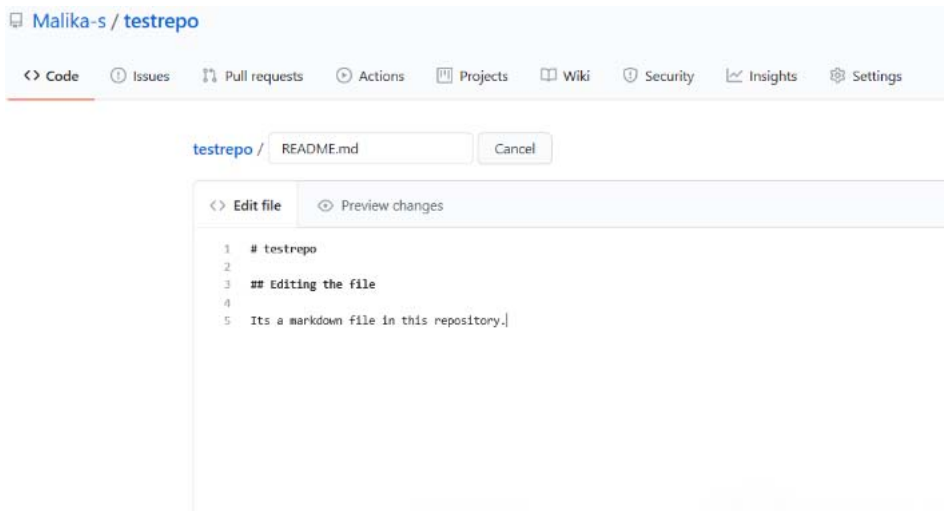 Malika-s / testrepo
<> Code Issues Pull requests Actions Projects Wiki Security Insights Settings
testrepo / README.md Cancel
<> Edit file Preview changes
1 # testrepo
2
3 ## Editing the file
4
5 Its a markdown file in this repository.